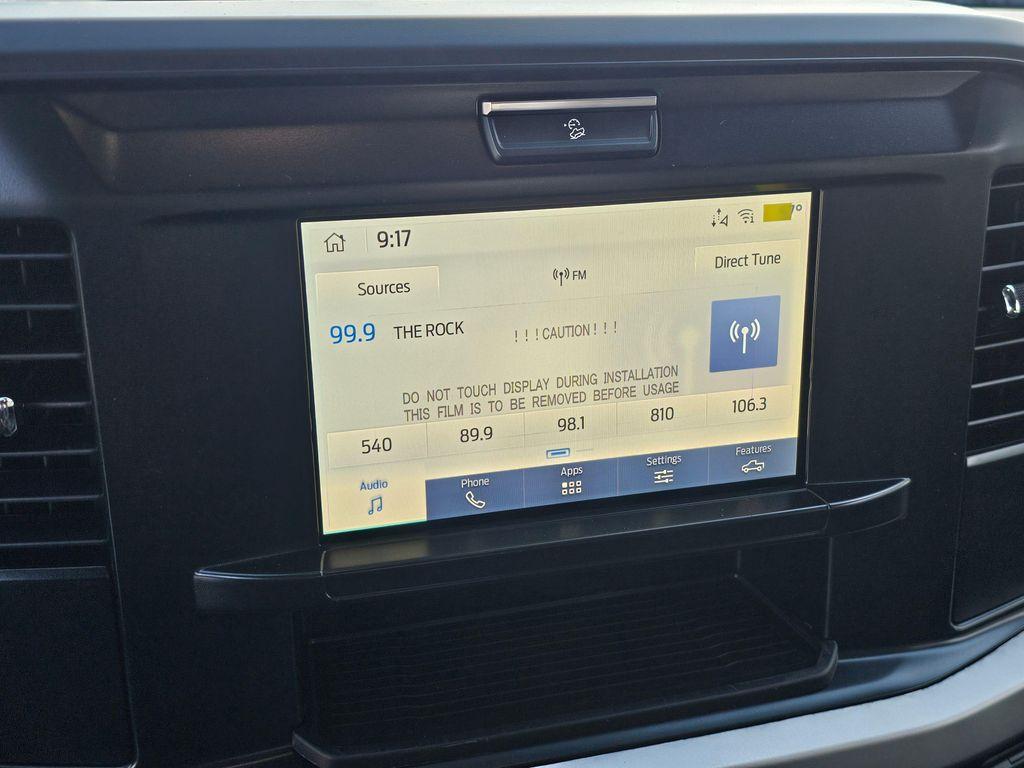 9:17
Sources
FM
Direct Tune
99.9 THE ROCK
!!!CAUTION!!!
DO NOT TOUCH DISPLAY DURING INSTALLATION
THIS FILM IS TO BE REMOVED BEFORE USAGE
540 89.9 98.1 810 106.3
Audio Phone Apps Settings Features